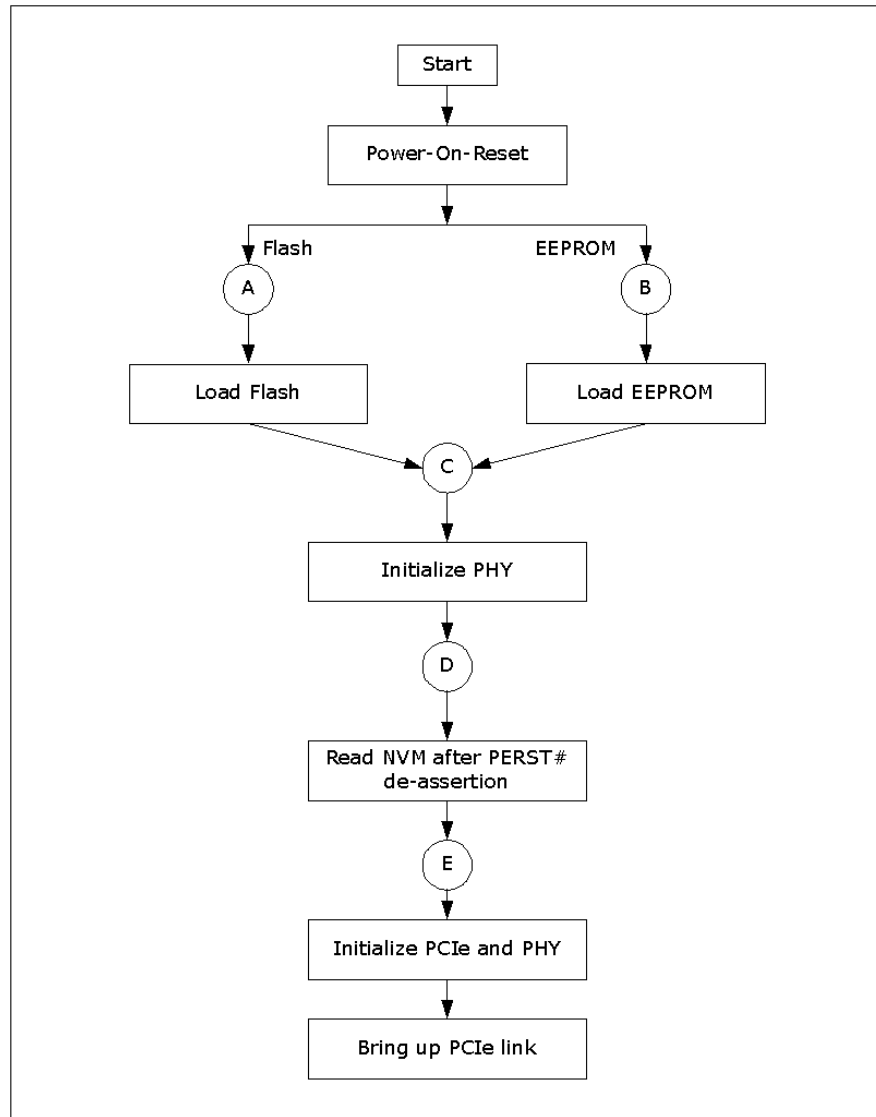 Start
Power-On-Reset
Flash
EEPROM
A
B
Load Flash
Load EEPROM
C
Initialize PHY
D
Read NVM after PERST#
de-assertion
E
Initialize PCIe and PHY
Bring up PCIe link